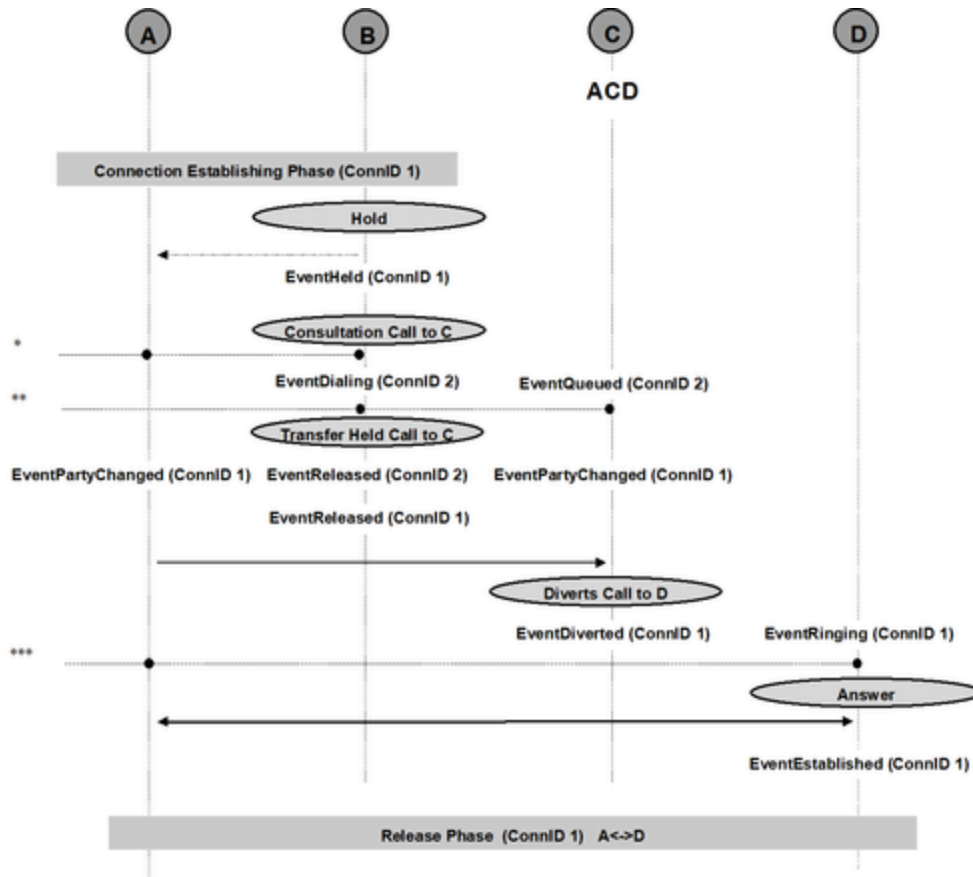 A B C D
ACD
Connection Establishing Phase (ConnID 1)
Hold
EventHeld (ConnID 1)
Consultation Call to C
*
EventDialing (ConnID 2) EventQueued (ConnID 2)
**
Transfer Held Call to C
EventPartyChanged (ConnID 1) EventReleased (ConnID 2) EventPartyChanged (ConnID 1)
EventReleased (ConnID 1)
Diverts Call to D
EventDiverted (ConnID 1) EventRinging (ConnID 1)
***
Answer
EventEstablished (ConnID 1)
Release Phase (ConnID 1) A<->D